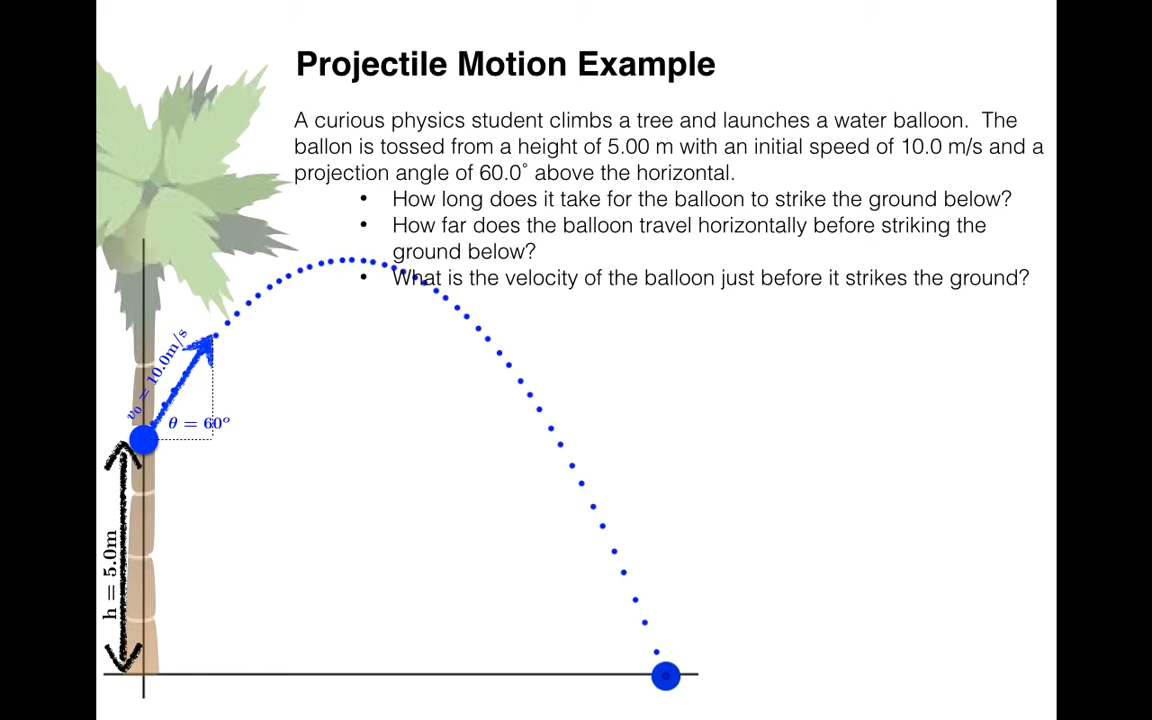 Projectile Motion Example
A curious physics student climbs a tree and launches a water balloon.  The
ballon is tossed from a height of 5.00 m with an initial speed of 10.0 m/s and a
projection angle of 60.0° above the horizontal.
• How long does it take for the balloon to strike the ground below?
• How far does the balloon travel horizontally before striking the
ground below?
• What is the velocity of the balloon just before it strikes the ground?
v₀ = 10.0m/s
θ = 60°
h = 5.0m